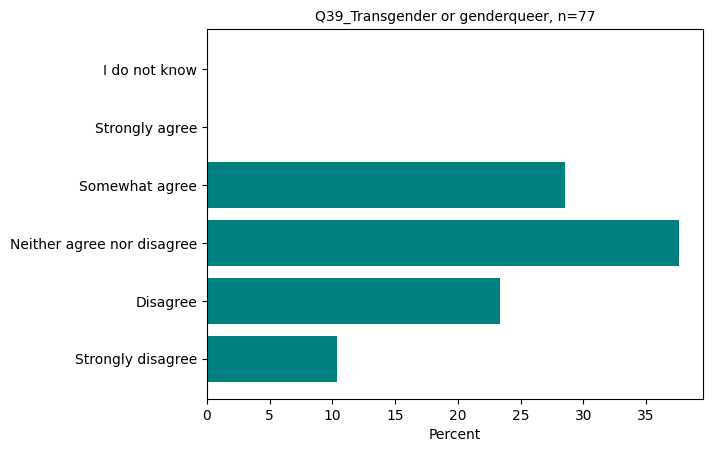 Q39_Transgender or genderqueer, n=77
I do not know
Strongly agree
Somewhat agree
Neither agree nor disagree
Disagree
Strongly disagree
0 5 10 15 20 25 30 35
Percent